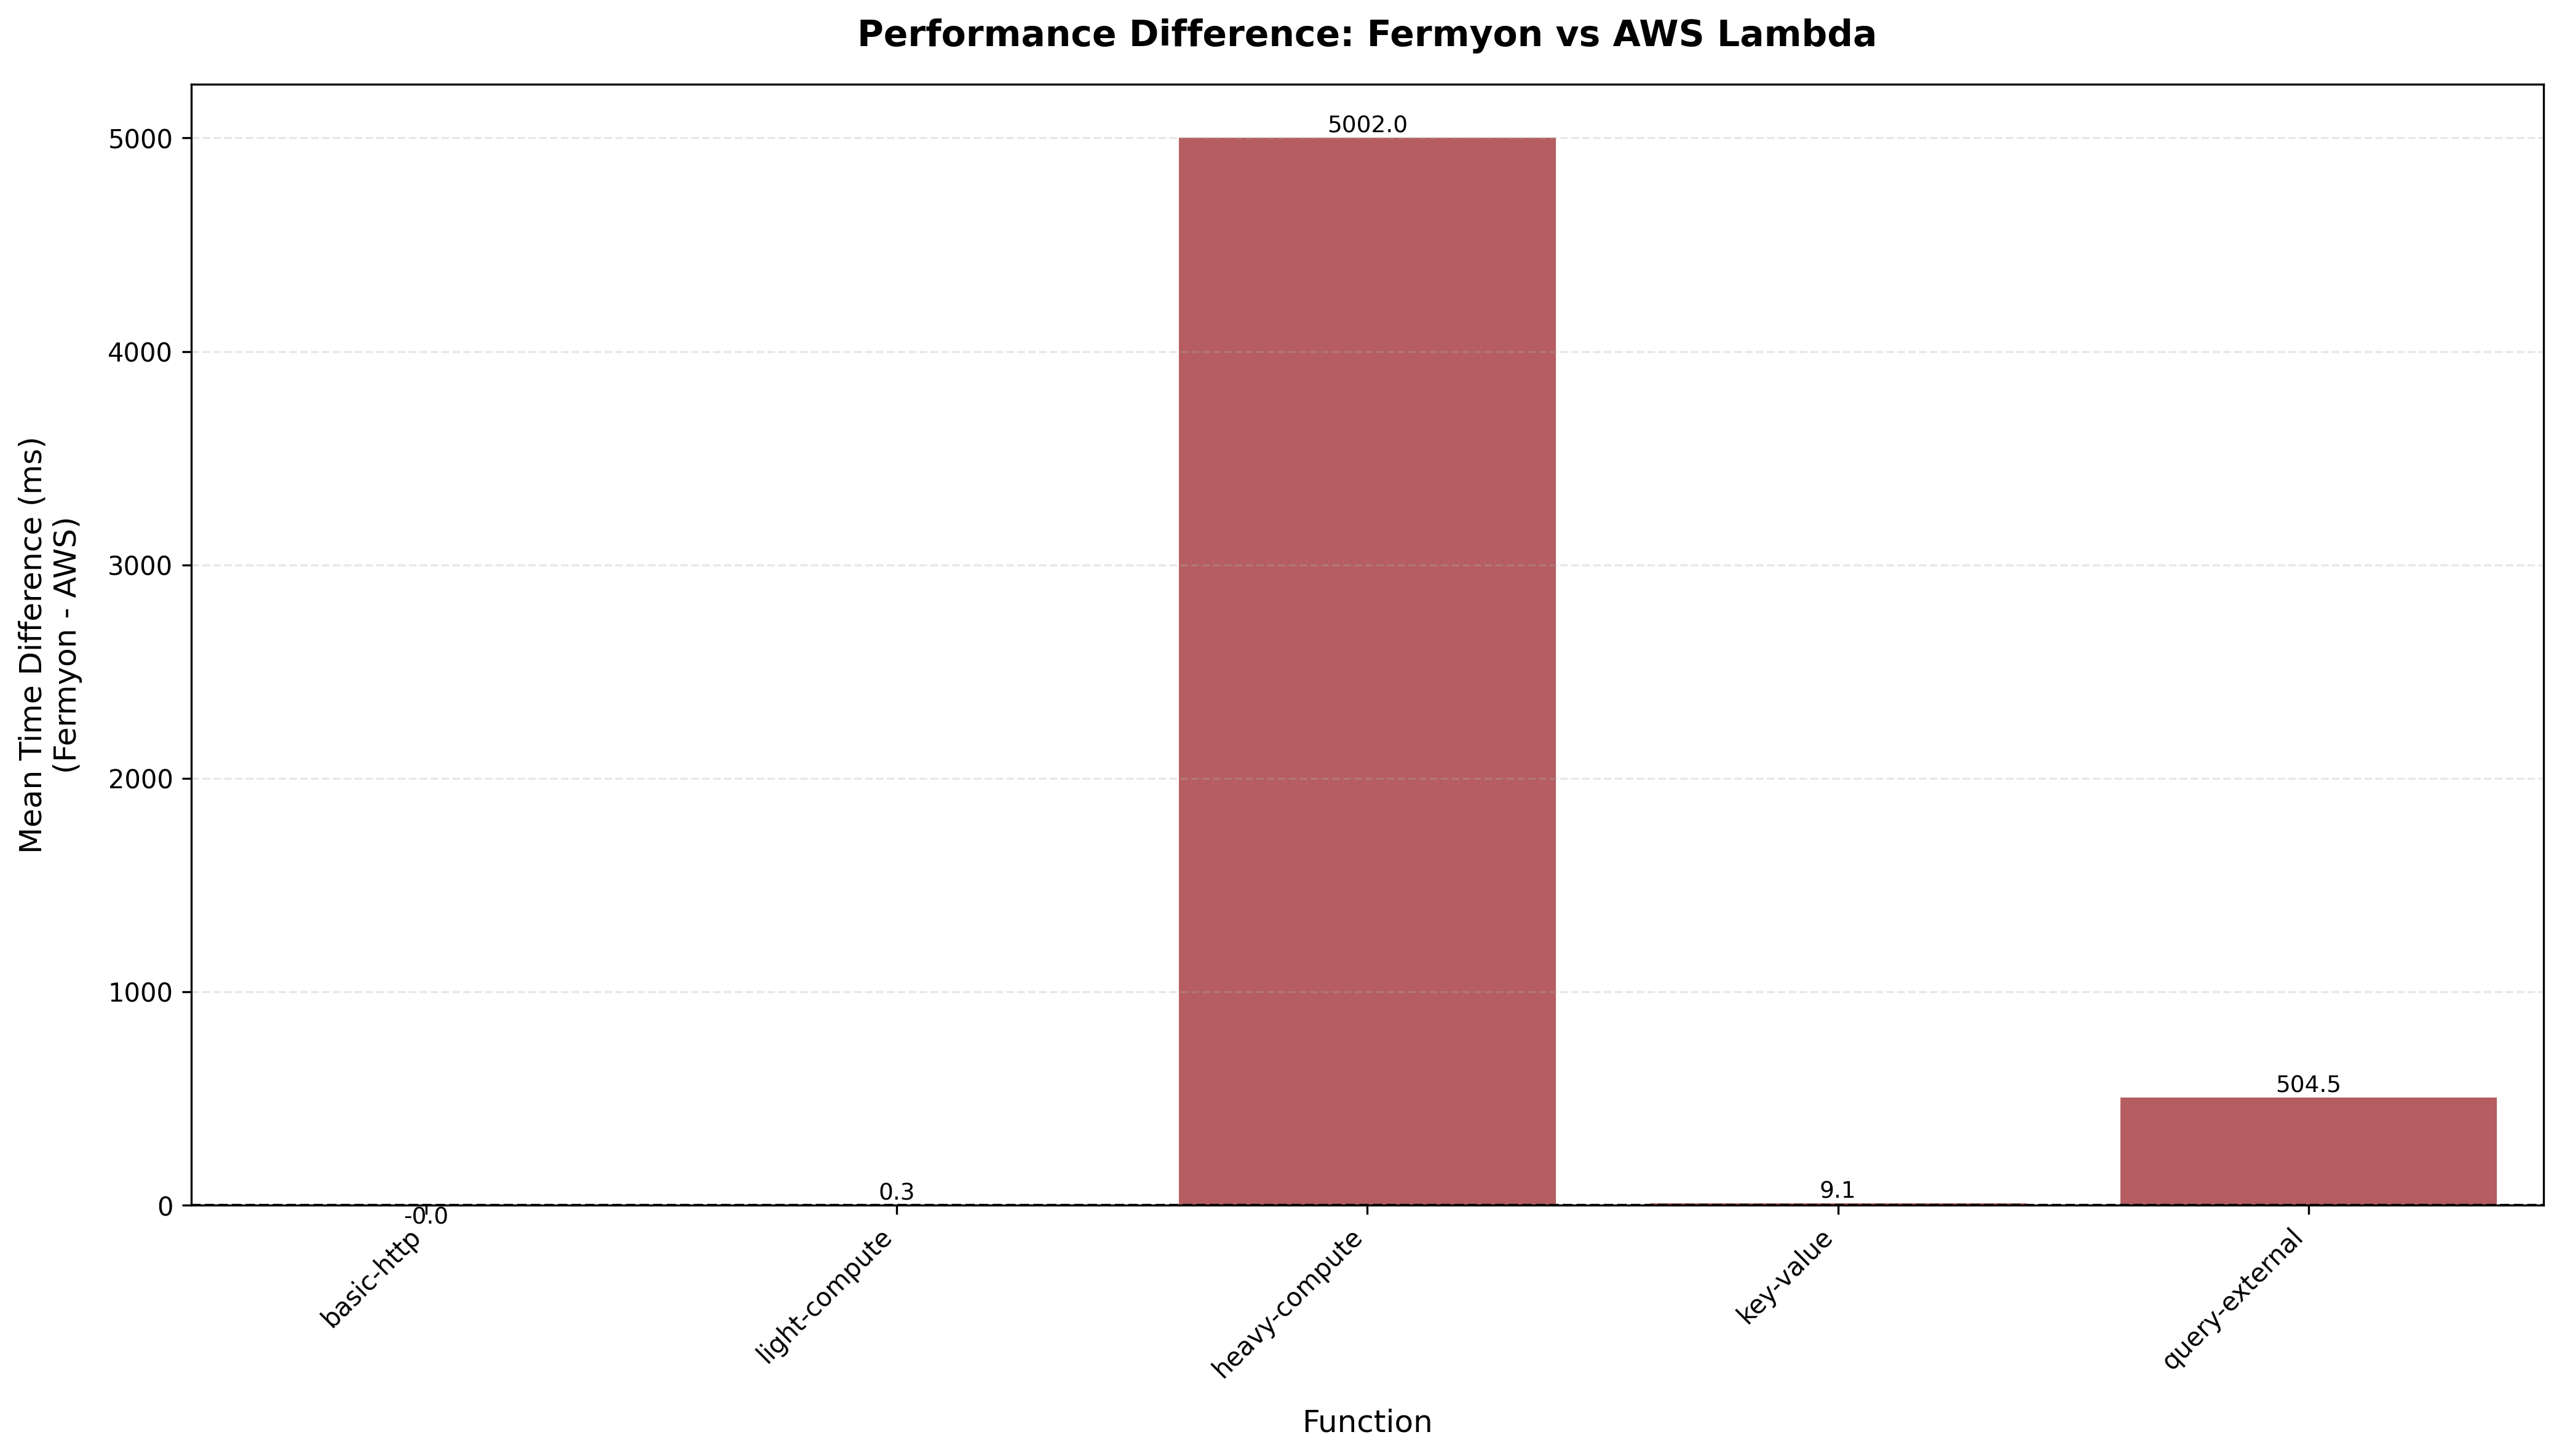 Performance Difference: Fermyon vs AWS Lambda
Mean Time Difference (ms)
(Fermyon - AWS)
5000
4000
3000
2000
1000
0
-0.0
0.3
5002.0
9.1
504.5
basic-http
light-compute
heavy-compute
key-value
query-external
Function